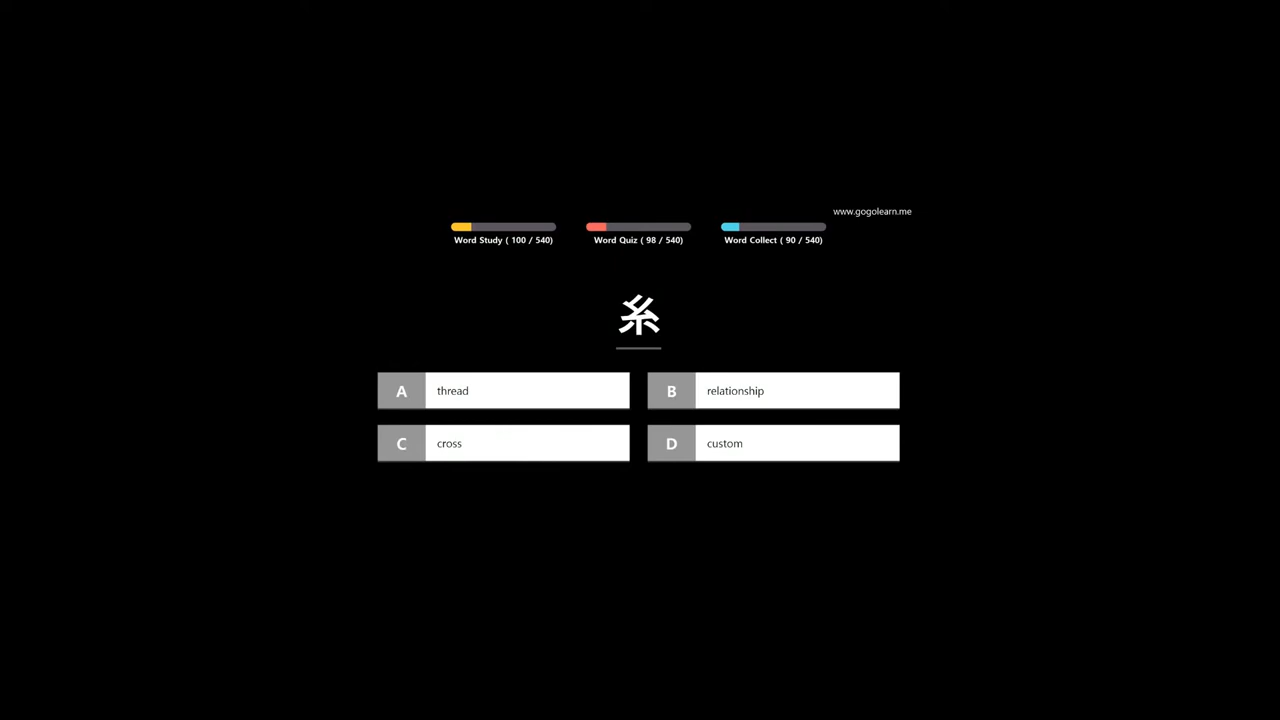 www.gogolearn.me
Word Study ( 100 / 540)
Word Quiz ( 98 / 540)
Word Collect ( 90 / 540)
糸
A thread
B relationship
C cross
D custom